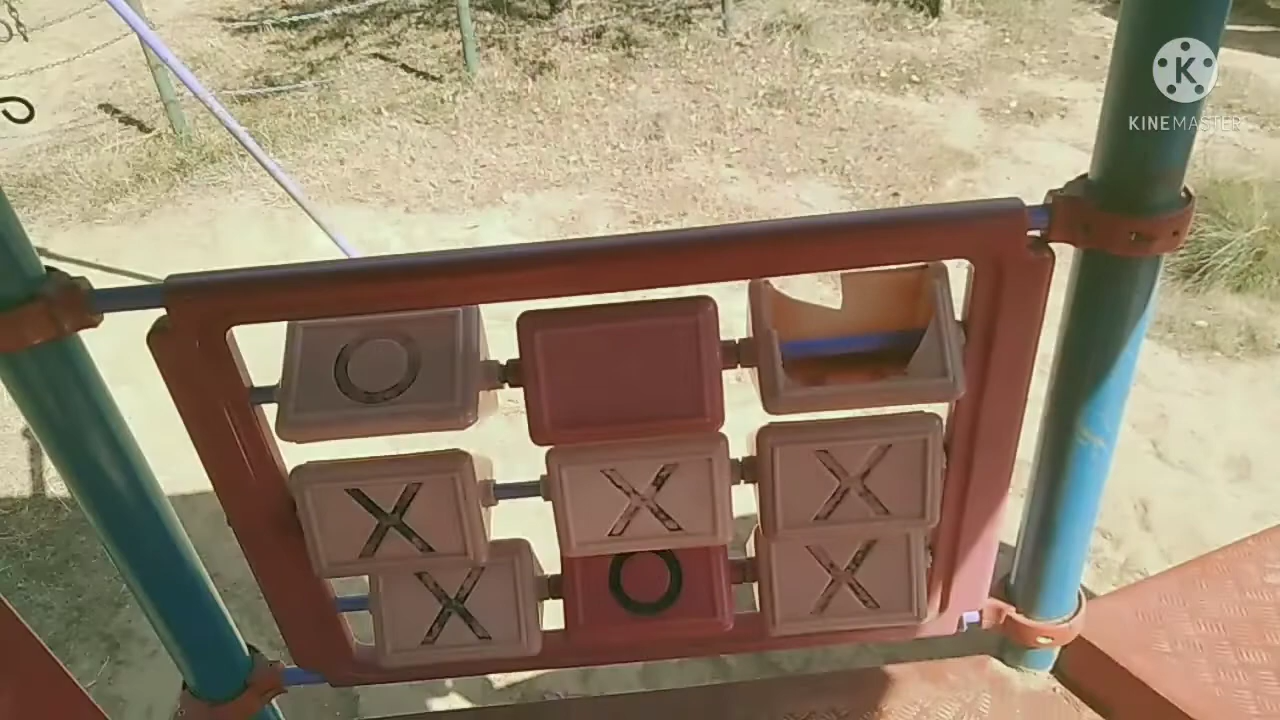 K
KINEMASTER
O
X X X
X O X